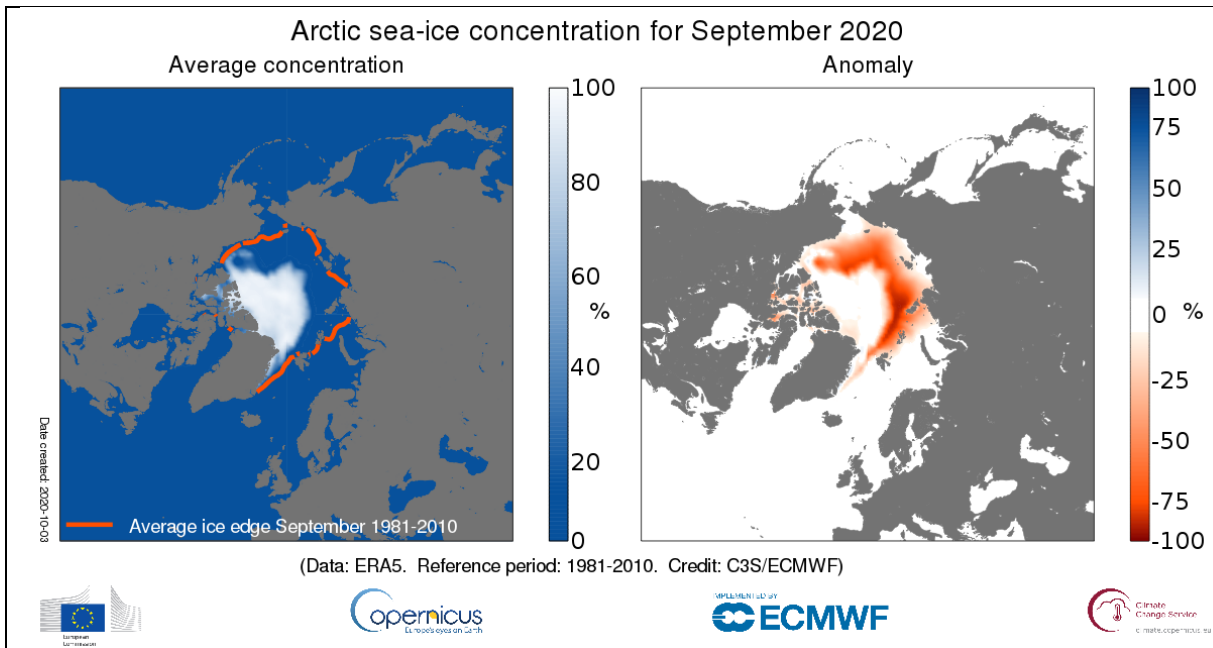 Arctic sea-ice concentration for September 2020
Average concentration
Anomaly
100
80
60
%
40
20
0
100
75
50
25
0 %
-25
-50
-75
-100
Date created: 2020-10-03
Average ice edge September 1981-2010
(Data: ERA5. Reference period: 1981-2010. Credit: C3S/ECMWF)
European
Commission
opernicus
Europe's eyes on Earth
IMPLEMENTED BY
ECMWF
Climate
Change Service
climate.copernicus.eu